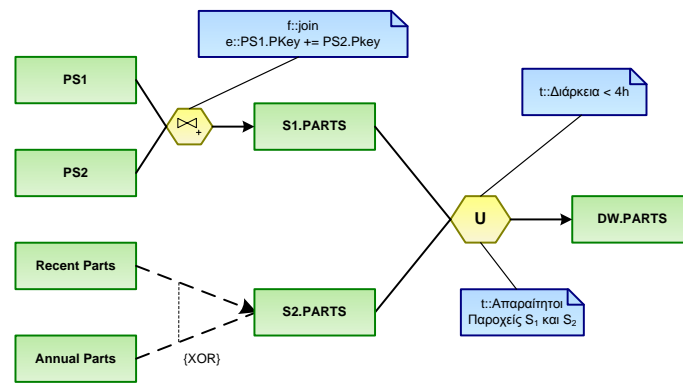 f::join
e::PS1.PKey += PS2.Pkey
PS1
t::Διάρκεια < 4h
+
S1.PARTS
PS2
U
DW.PARTS
Recent Parts
S2.PARTS
t::Απαραίτητοι
Παροχείς S₁ και S₂
Annual Parts
{XOR}